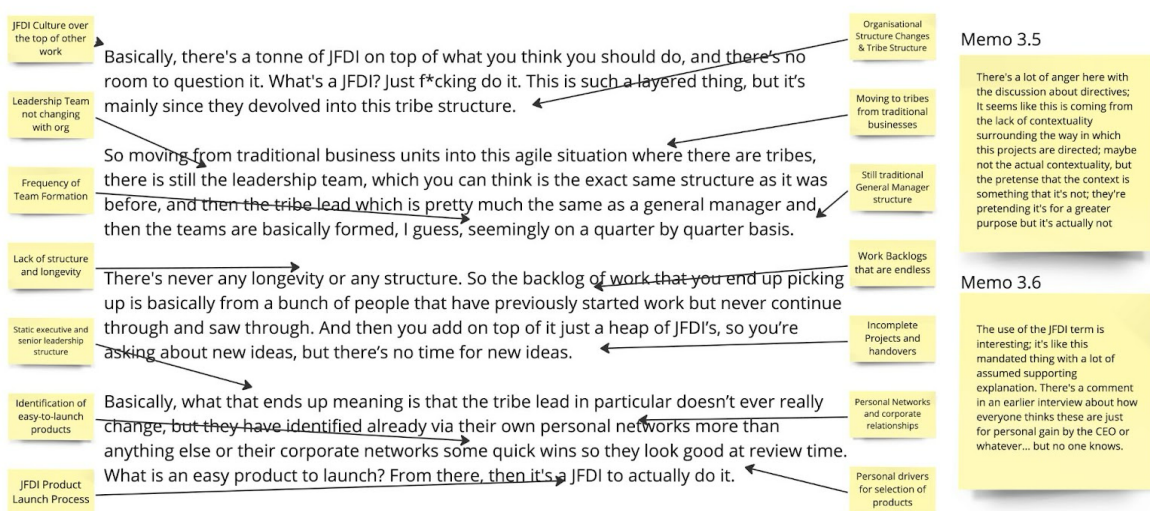 JFDI Culture over
the top of other
work
Leadership Team
not changing
with org
Frequency of
Team Formation
Lack of structure
and longevity
Static executive and
senior leadership
structure
Identification of
easy-to-launch
products
JFDI Product
Launch Process
Basically, there's a tonne of JFDI on top of what you think you should do, and there's no
room to question it. What's a JFDI? Just f*cking do it. This is such a layered thing, but it's
mainly since they devolved into this tribe structure.
So moving from traditional business units into this agile situation where there are tribes,
there is still the leadership team, which you can think is the exact same structure as it was
before, and then the tribe lead which is pretty much the same as a general manager and,
then the teams are basically formed, I guess, seemingly on a quarter by quarter basis.
There's never any longevity or any structure. So the backlog of work that you end up picking
up is basically from a bunch of people that have previously started work but never continue
through and saw through. And then you add on top of it just a heap of JFDI's, so you're
asking about new ideas, but there's no time for new ideas.
Basically, what that ends up meaning is that the tribe lead in particular doesn't ever really
change, but they have identified already via their own personal networks more than
anything else or their corporate networks some quick wins so they look good at review time.
What is an easy product to launch? From there, then it's a JFDI to actually do it.
Organisational
Structure Changes
& Tribe Structure
Moving to tribes
from traditional
businesses
Still traditional
General Manager
structure
Work Backlogs
that are endless
Incomplete
Projects and
handovers
Personal Networks
and corporate
relationships
Personal drivers
for selection of
products
Memo 3.5
There's a lot of anger here with
the discussion about directives;
It seems like this is coming from
the lack of contextuality
surrounding the way in which
this projects are directed; maybe
not the actual contextuality, but
the pretense that the context is
something that it's not; they're
pretending it's for a greater
purpose but it's actually not
Memo 3.6
The use of the JFDI term is
interesting; it's like this
mandated thing with a lot of
assumed supporting
explanation. There's a comment
in an earlier interview about how
everyone thinks these are just
for personal gain by the CEO or
whatever... but no one knows.